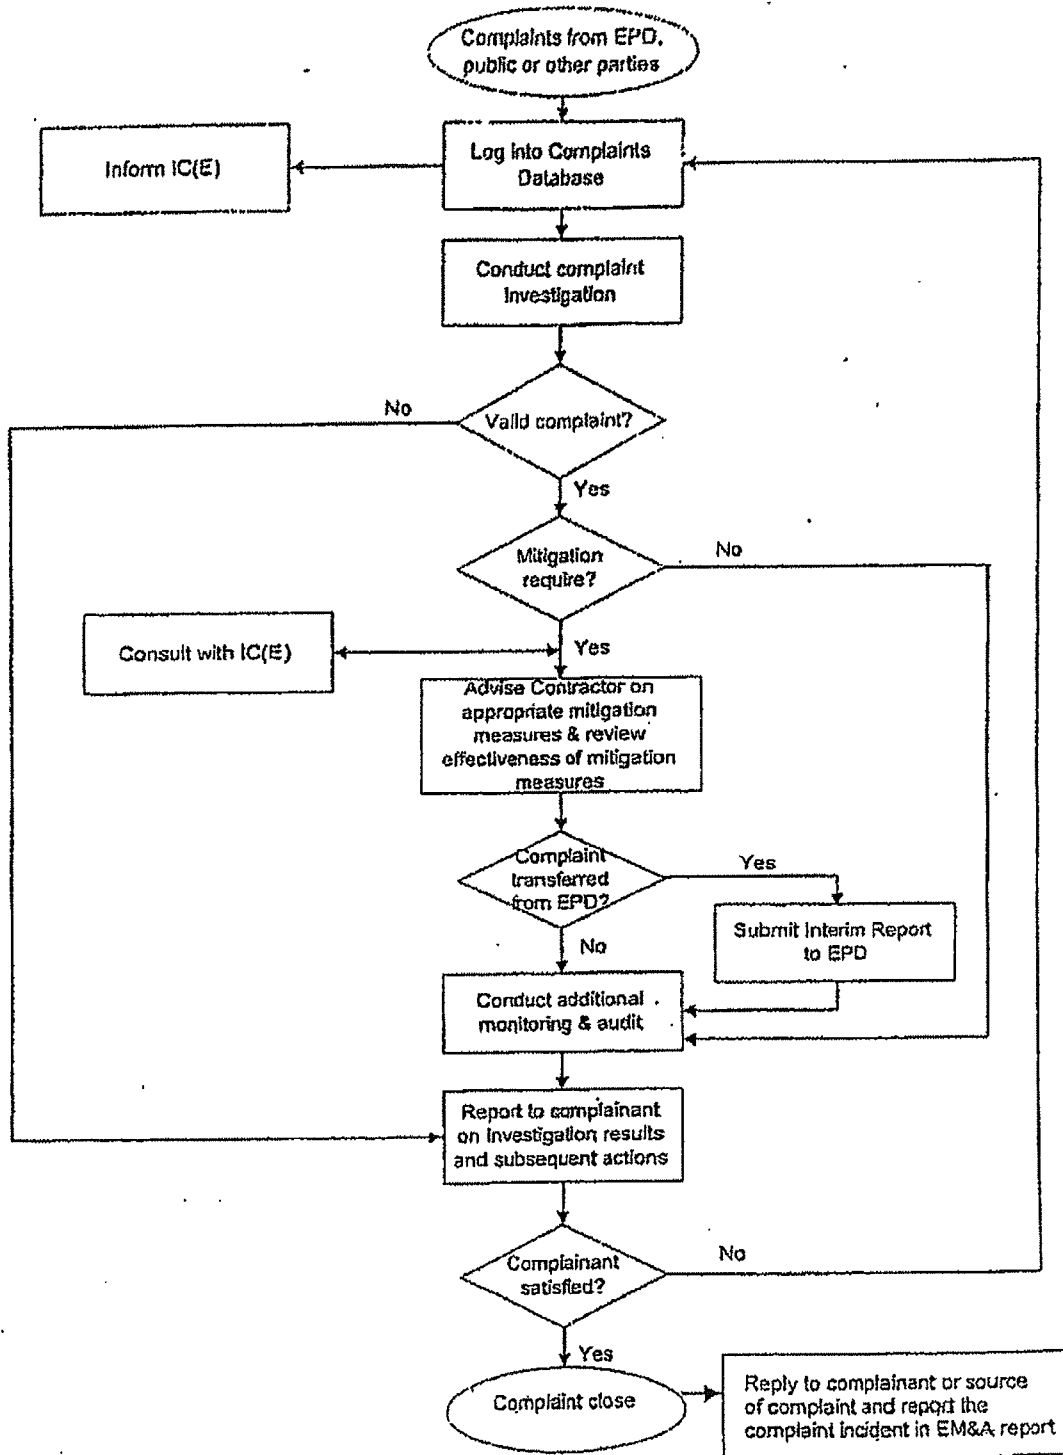 Complaints from EPD,
public or other parties
Inform IC(E)
Log into Complaints
Database
Conduct complaint
Investigation
Valid complaint?
No
Yes
Mitigation
require?
No
Yes
Consult with IC(E)
Advise Contractor on
appropriate mitigation
measures & review
effectiveness of mitigation
measures
Complaint
transferred
from EPD?
Yes
No
Submit Interim Report
to EPD
Conduct additional
monitoring & audit
Report to complainant
on investigation results
and subsequent actions
Complainant
satisfied?
No
Yes
Complaint close
Reply to complainant or source
of complaint and report the
complaint incident in EM&A report